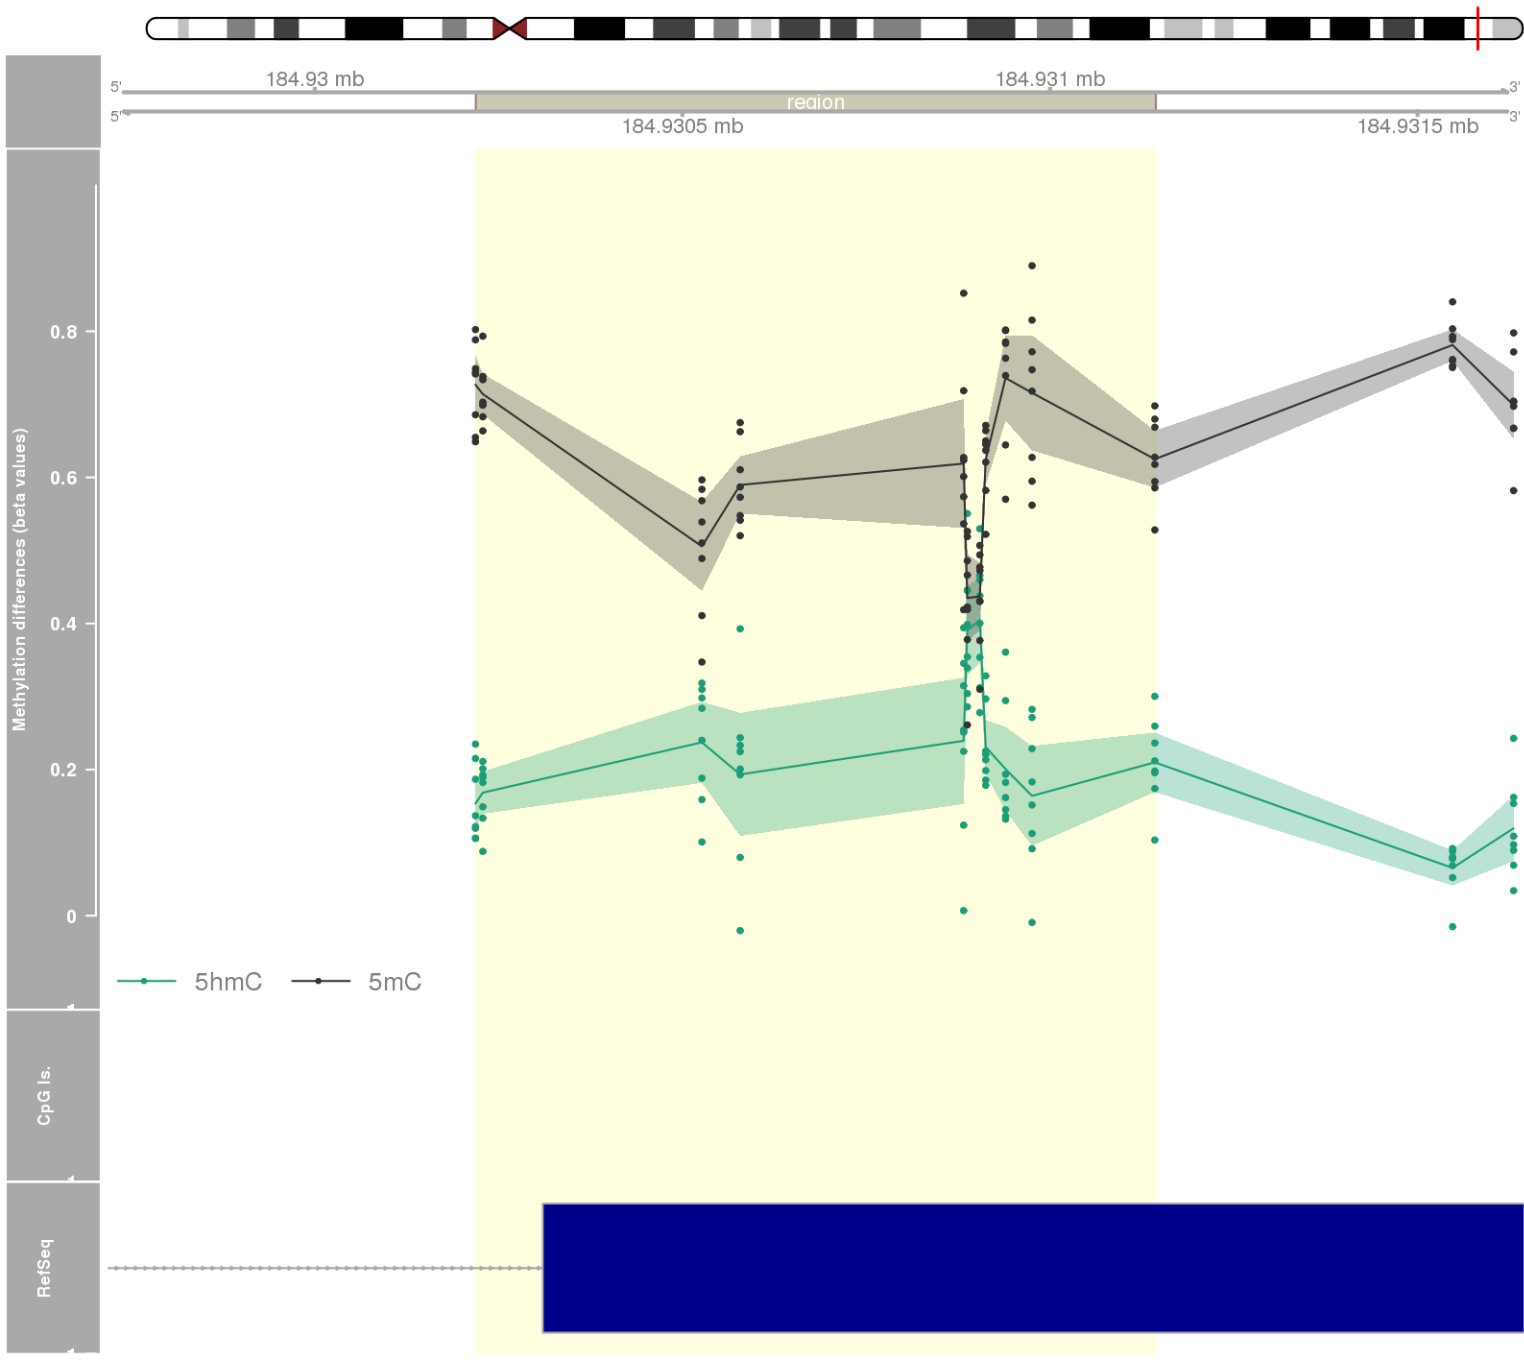 184.93 mb 184.931 mb
5' 3'
region
5' 3'
184.9305 mb 184.9315 mb
Methylation differences (beta values)
0.8
0.6
0.4
0.2
0
5hmC 5mC
CpG Is.
RefSeq